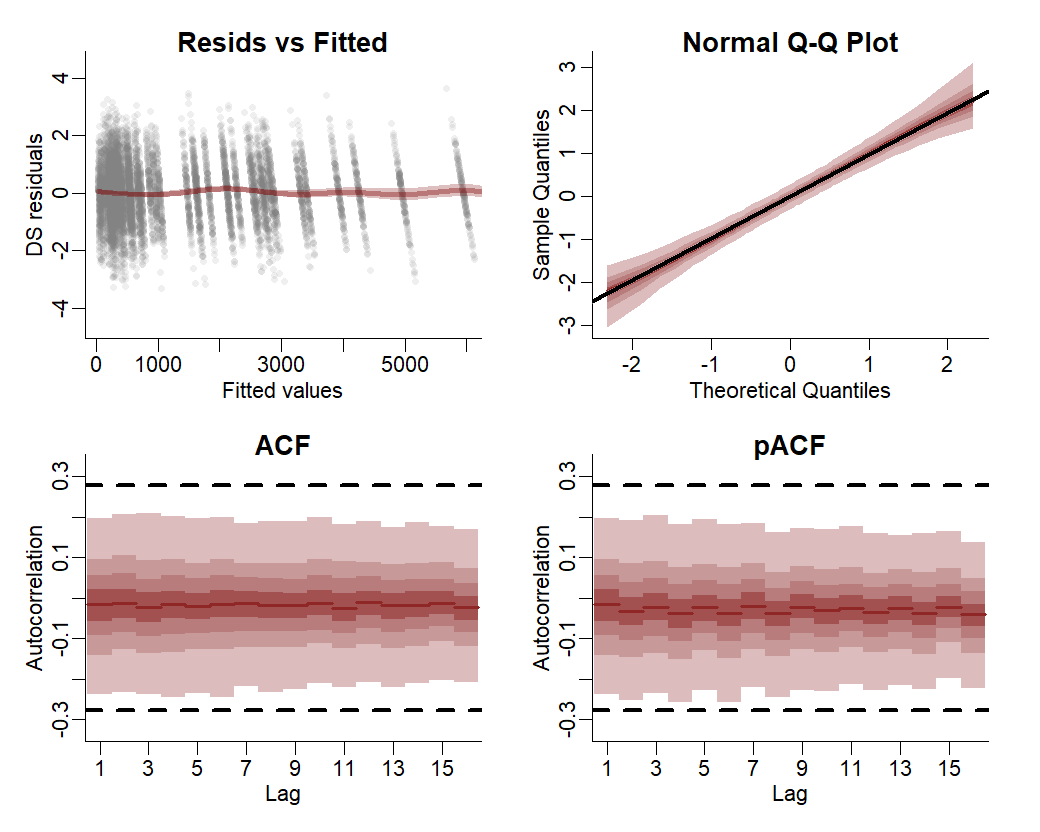 Resids vs Fitted
DS residuals
4
2
0
-2
-4
0 1000 3000 5000
Fitted values
Normal Q-Q Plot
Sample Quantiles
3
2
1
0
-1
-2
-3
-2 -1 0 1 2
Theoretical Quantiles
ACF
Autocorrelation
0.3
0.1
-0.1
-0.3
1 3 5 7 9 11 13 15
Lag
pACF
Autocorrelation
0.3
0.1
-0.1
-0.3
1 3 5 7 9 11 13 15
Lag